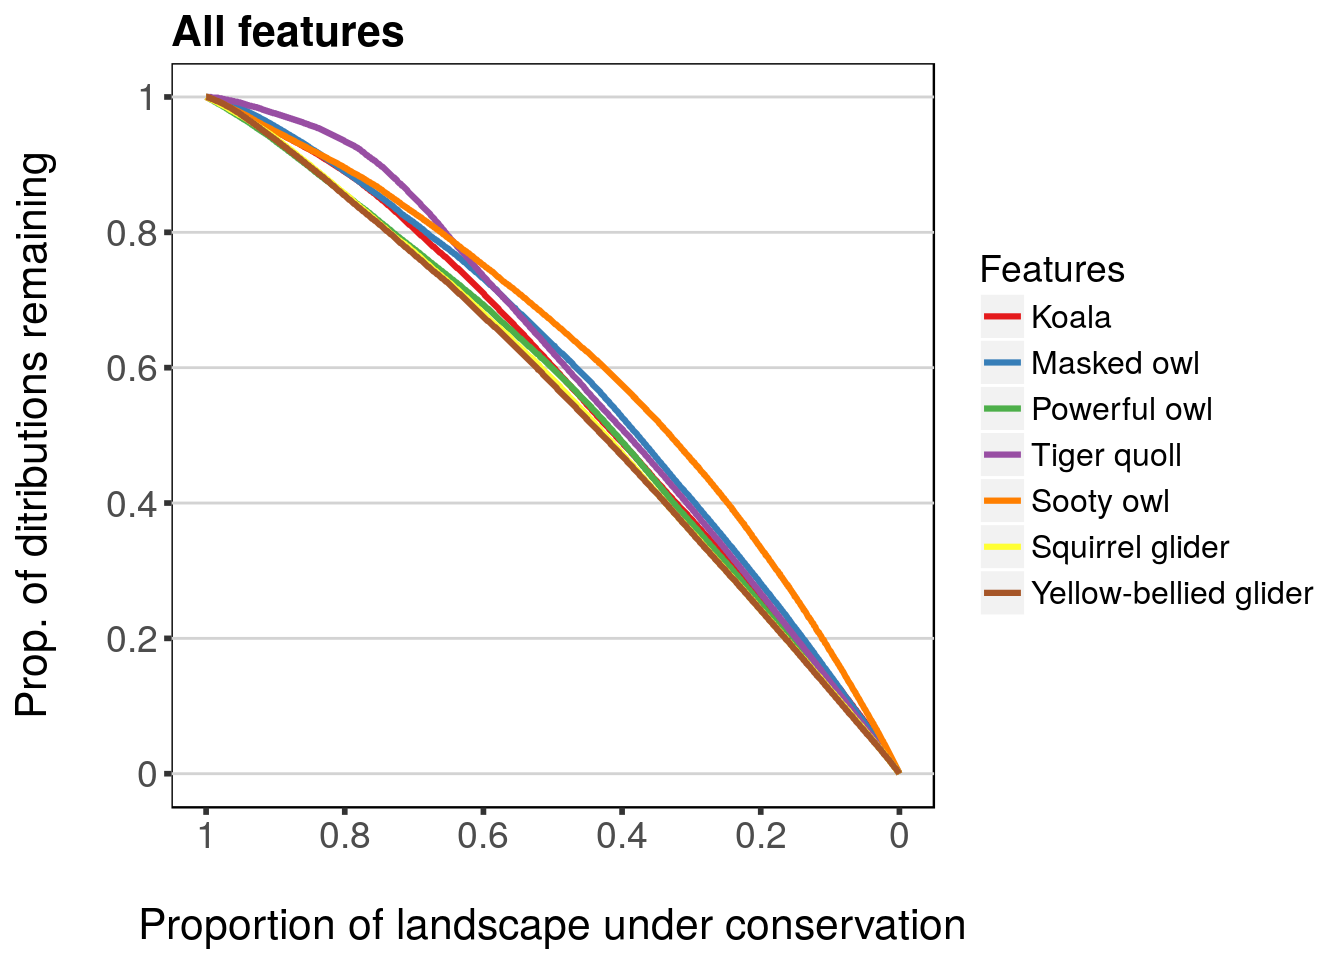 All features
Prop. of ditributions remaining
1
0.8
0.6
0.4
0.2
0
1 0.8 0.6 0.4 0.2 0
Proportion of landscape under conservation
Features
Koala
Masked owl
Powerful owl
Tiger quoll
Sooty owl
Squirrel glider
Yellow-bellied glider